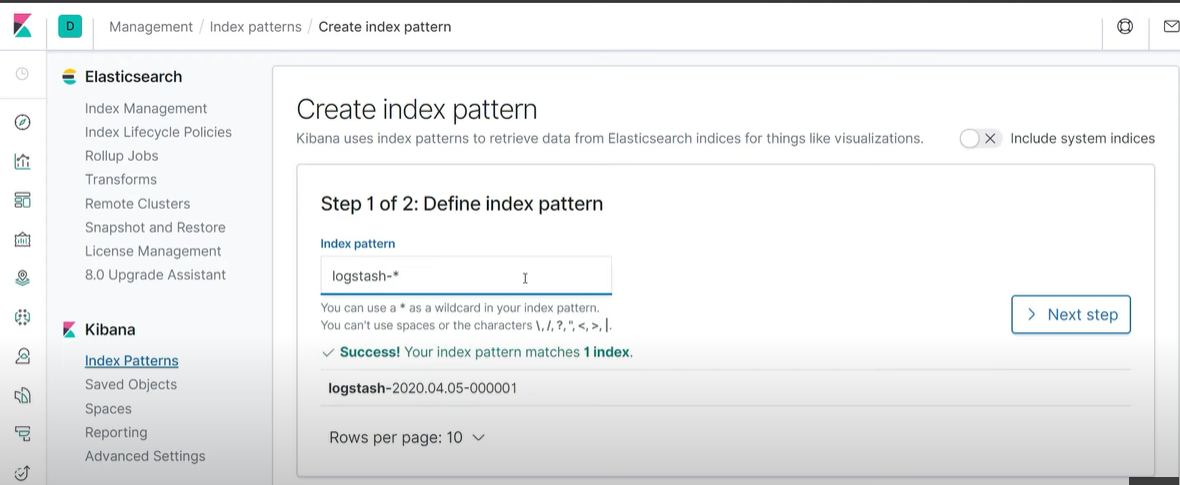 D Management / Index patterns / Create index pattern
Elasticsearch
Index Management
Index Lifecycle Policies
Rollup Jobs
Transforms
Remote Clusters
Snapshot and Restore
License Management
8.0 Upgrade Assistant
Kibana
Index Patterns
Saved Objects
Spaces
Reporting
Advanced Settings
Create index pattern
Kibana uses index patterns to retrieve data from Elasticsearch indices for things like visualizations.
Include system indices
Step 1 of 2: Define index pattern
Index pattern
logstash-*
You can use a * as a wildcard in your index pattern.
You can't use spaces or the characters \, /, ?, ", <, >, |.
Next step
Success! Your index pattern matches 1 index.
logstash-2020.04.05-000001
Rows per page: 10